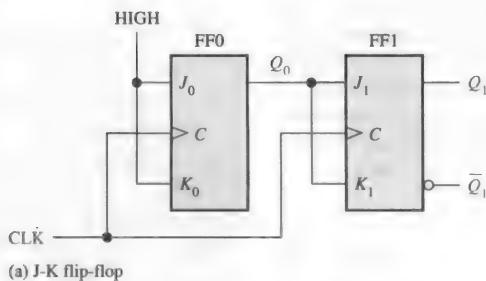 HIGH
FF0
FF1
Q₀
J₀
J₁
Q₁
C
C
K₀
K₁
Q̅₁
CLK
(a) J-K flip-flop